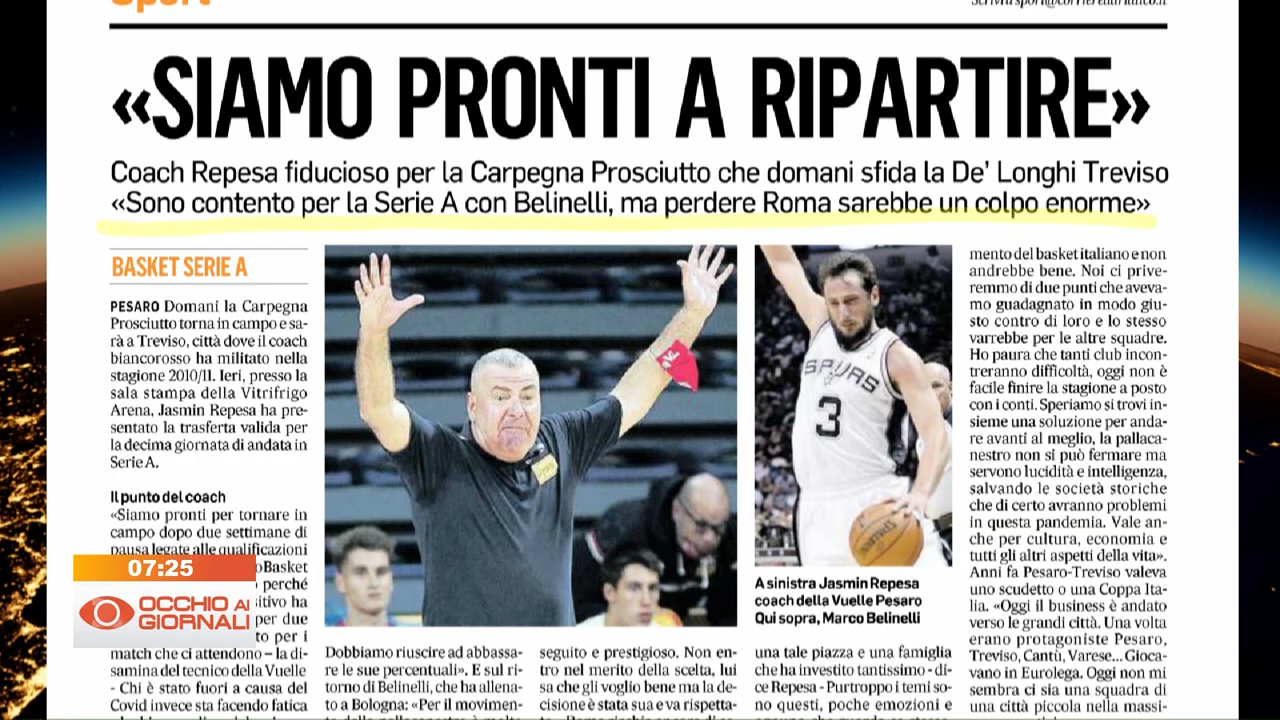 «SIAMO PRONTI A RIPARTIRE»
Coach Repesa fiducioso per la Carpegna Prosciutto che domani sfida la De' Longhi Treviso
«Sono contento per la Serie A con Belinelli, ma perdere Roma sarebbe un colpo enorme»
BASKET SERIE A
PESARO Domani la Carpegna
Prosciutto torna in campo e sa-
rà a Treviso, città dove il coach
biancorosso ha militato nella
stagione 2010/11. Ieri, presso la
sala stampa della Vitrifrigo
Arena, Jasmin Repesa ha pre-
sentato la trasferta valida per
la decima giornata di andata in
Serie A.
Il punto del coach
«Siamo pronti per tornare in
campo dopo due settimane di
pausa legate alle qualificazioni
oBasket
perché
sitivo ha
per due
to per i
match che ci attendono – la di-
samina del tecnico della Vuelle
- Chi è stato fuori a causa del
Covid invece sta facendo fatica
07:25
OCCHIO AI
GIORNALI
SPURS
3
A sinistra Jasmin Repesa
coach della Vuelle Pesaro
Qui sopra, Marco Belinelli
Dobbiamo riuscire ad abbassa-
re le sue percentuali». E sul ri-
torno di Belinelli, che ha allena-
to a Bologna: «Per il movimen-
seguito e prestigioso. Non en-
tro nel merito della scelta, lui
sa che gli voglio bene ma la de-
cisione è stata sua e va rispetta-
una tale piazza e una famiglia
che ha investito tantissimo - di-
ce Repesa - Purtroppo i temi so-
no questi, poche emozioni e
mento del basket italiano e non
andrebbe bene. Noi ci prive-
remmo di due punti che aveva-
mo guadagnato in modo giu-
sto contro di loro e lo stesso
varrebbe per le altre squadre.
Ho paura che tanti club incon-
treranno difficoltà, oggi non è
facile finire la stagione a posto
con i conti. Speriamo si trovi in-
sieme una soluzione per anda-
re avanti al meglio, la pallaca-
nestro non si può fermare ma
servono lucidità e intelligenza,
salvando le società storiche
che di certo avranno problemi
in questa pandemia. Vale an-
che per cultura, economia e
tutti gli altri aspetti della vita».
Anni fa Pesaro-Treviso valeva
uno scudetto o una Coppa Ita-
lia. «Oggi il business è andato
verso le grandi città. Una volta
erano protagoniste Pesaro,
Treviso, Cantù, Varese... Gioca-
vano in Eurolega. Oggi non mi
sembra ci sia una squadra di
una città piccola nella massi-